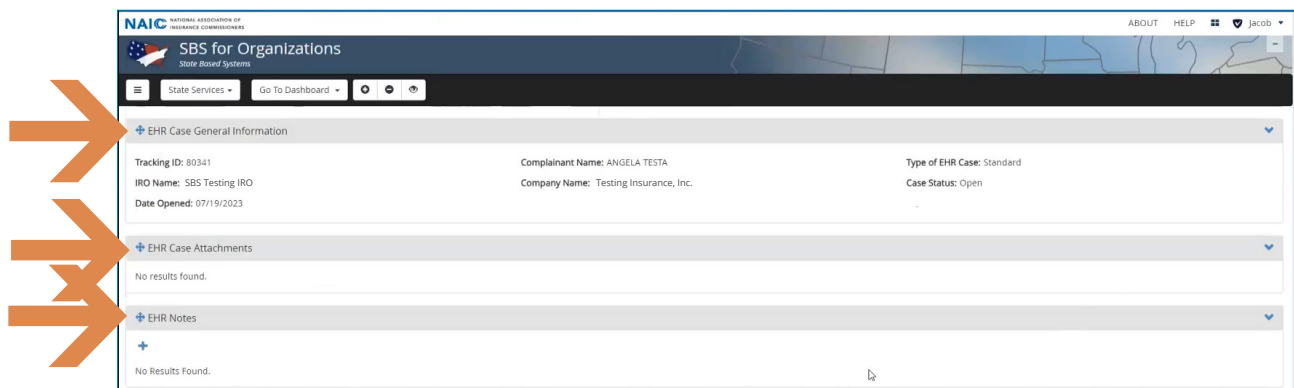 NAIC NATIONAL ASSOCIATION OF INSURANCE COMMISSIONERS
ABOUT HELP Jacob
SBS for Organizations
State Based Systems
State Services Go To Dashboard
EHR Case General Information
Tracking ID: 80341 Complainant Name: ANGELA TESTA Type of EHR Case: Standard
IRO Name: SBS Testing IRO Company Name: Testing Insurance, Inc. Case Status: Open
Date Opened: 07/19/2023
EHR Case Attachments
No results found.
EHR Notes
No Results Found.